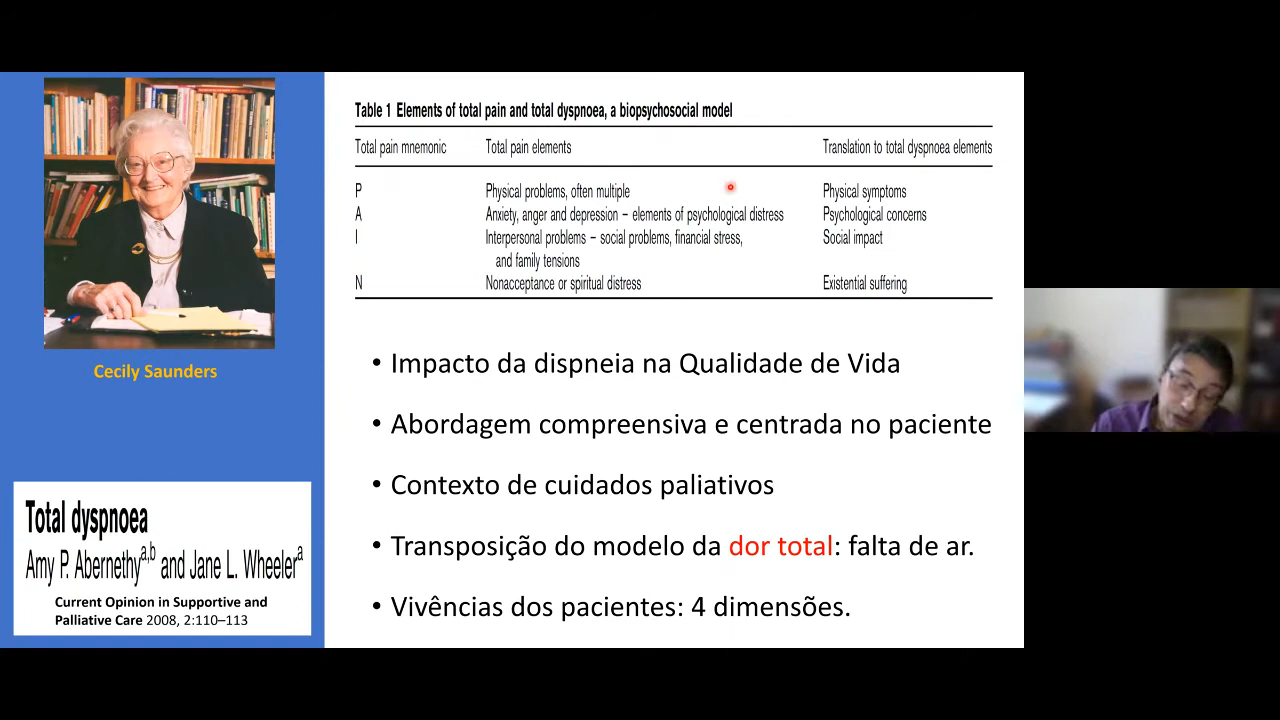 Cecily Saunders
Total dyspnoea
Amy P. Abernethy a,b and Jane L. Wheeler a
Current Opinion in Supportive and
Palliative Care 2008, 2:110–113
Table 1 Elements of total pain and total dyspnoea, a biopsychosocial model
Total pain mnemonic Total pain elements Translation to total dyspnoea elements
P Physical problems, often multiple Physical symptoms
A Anxiety, anger and depression – elements of psychological distress Psychological concerns
I Interpersonal problems – social problems, financial stress, Social impact
and family tensions
N Nonacceptance or spiritual distress Existential suffering
• Impacto da dispneia na Qualidade de Vida
• Abordagem compreensiva e centrada no paciente
• Contexto de cuidados paliativos
• Transposição do modelo da dor total: falta de ar.
• Vivências dos pacientes: 4 dimensões.